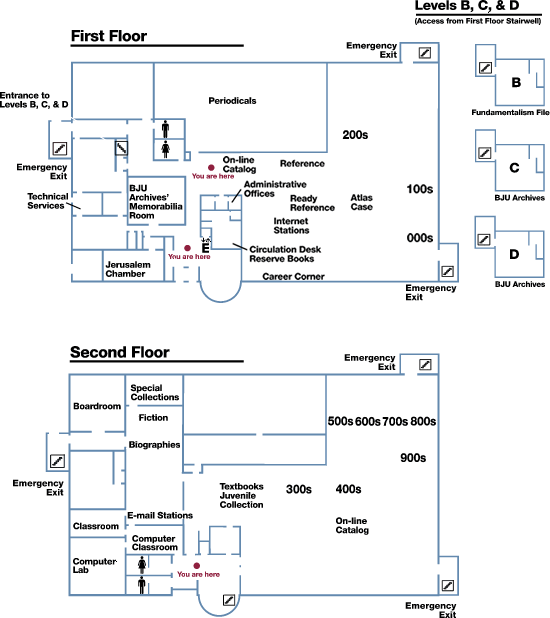 Levels B, C, & D
(Access from First Floor Stairwell)
First Floor
Emergency
Exit
Entrance to
Levels B, C, & D
Periodicals
B
Fundamentalism File
200s
On-line
Catalog
Reference
You are here
Emergency
Exit
Technical
Services
BJU
Archives'
Memorabilia
Room
Administrative
Offices
Ready
Reference
Atlas
Case
100s
C
BJU Archives
Internet
Stations
000s
You are here
Circulation Desk
Reserve Books
D
BJU Archives
Jerusalem
Chamber
Career Corner
Emergency
Exit
Second Floor
Emergency
Exit
Boardroom
Special
Collections
Fiction
500s 600s 700s 800s
Biographies
900s
Emergency
Exit
Textbooks
Juvenile
Collection
300s
400s
E-mail Stations
Classroom
On-line
Catalog
Computer
Classroom
Computer
Lab
You are here
Emergency
Exit